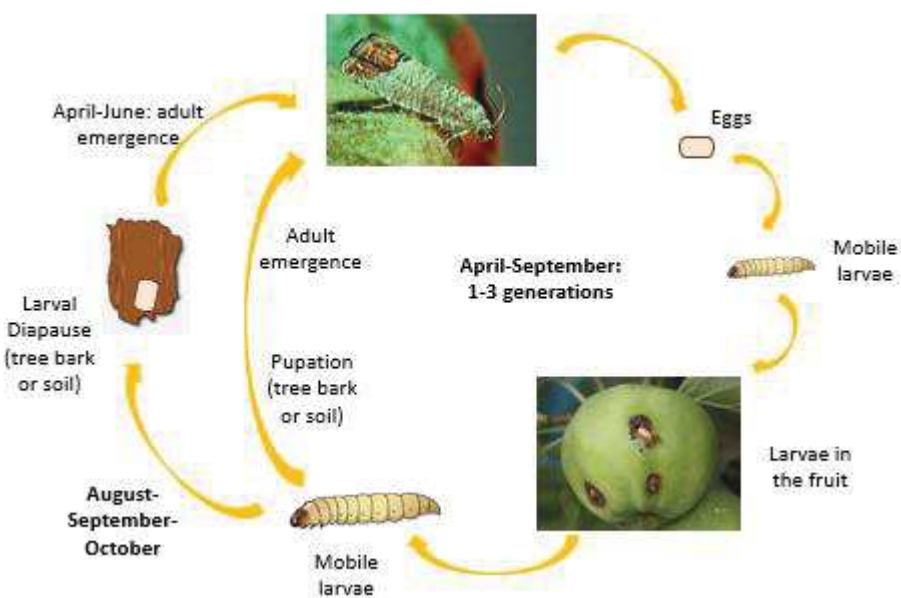 April-June: adult
emergence
Eggs
Mobile
larvae
Adult
emergence
April-September:
1-3 generations
Larval
Diapause
(tree bark
or soil)
Pupation
(tree bark
or soil)
Larvae in
the fruit
August-
September-
October
Mobile
larvae